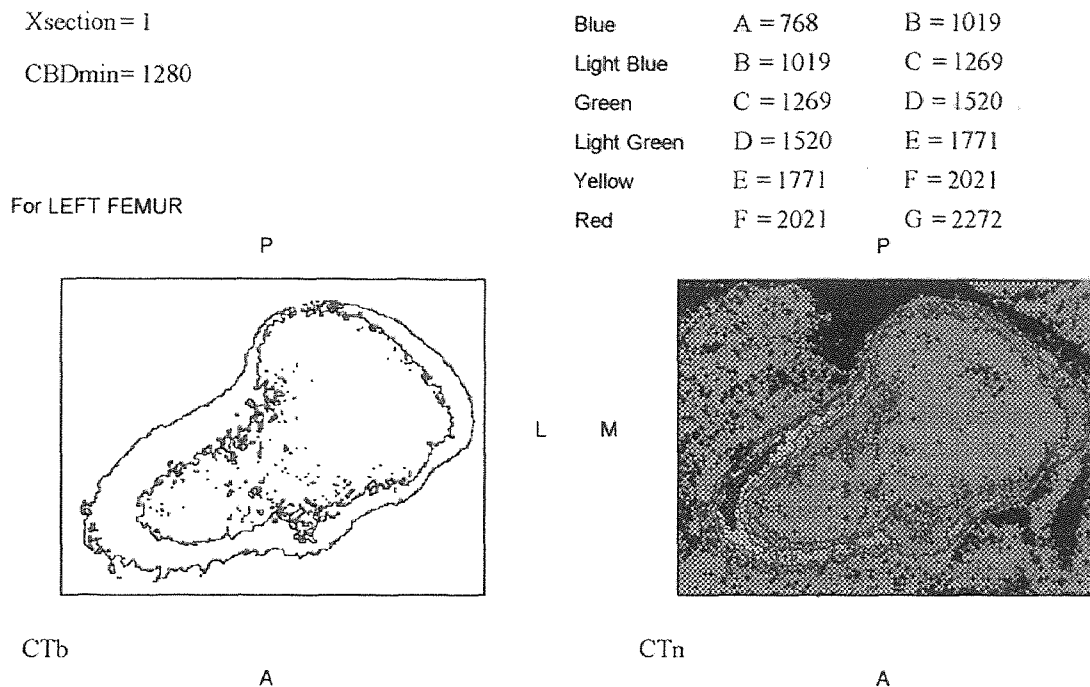 Xsection = 1
CBDmin= 1280
Blue A = 768 B = 1019
Light Blue B = 1019 C = 1269
Green C = 1269 D = 1520
Light Green D = 1520 E = 1771
Yellow E = 1771 F = 2021
Red F = 2021 G = 2272
For LEFT FEMUR
P P
L M
CTb CTn
A A